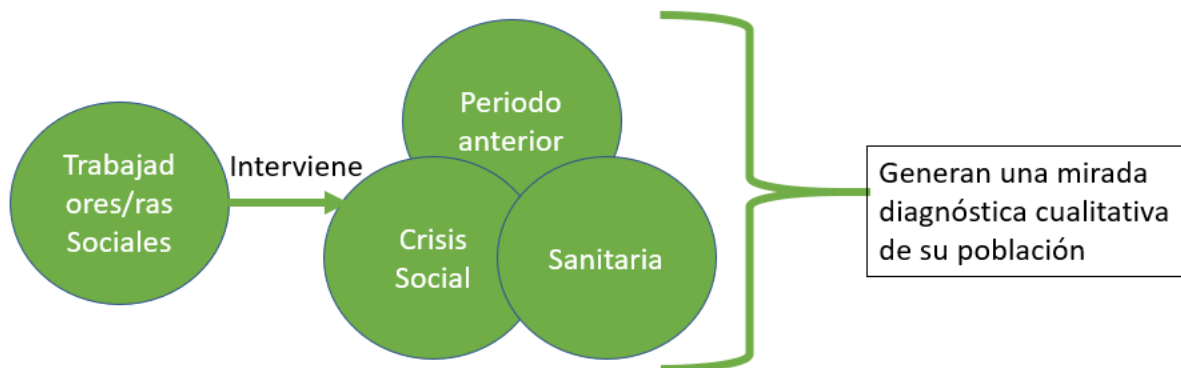 Trabajad
ores/ras
Sociales
Interviene
Periodo
anterior
Crisis
Social
Sanitaria
Generan una mirada
diagnóstica cualitativa
de su población